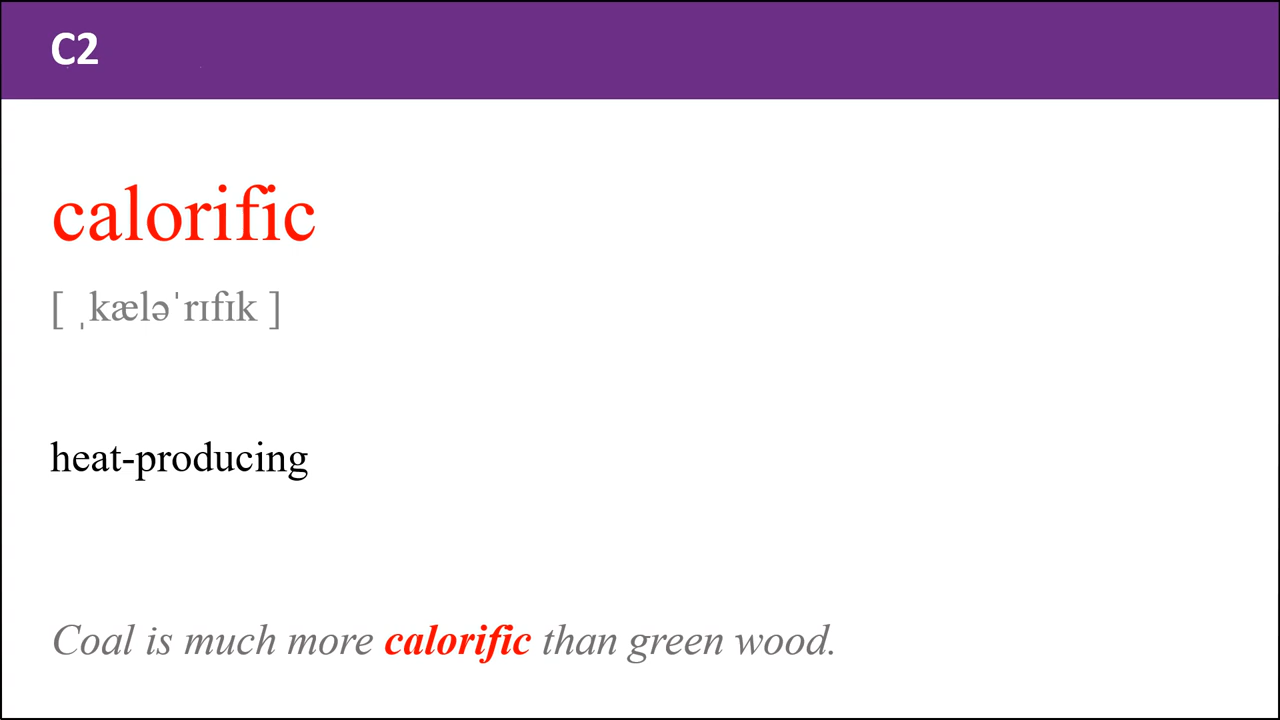 C2
calorific
[ ˌkæləˈrɪfɪk ]
heat-producing
Coal is much more calorific than green wood.